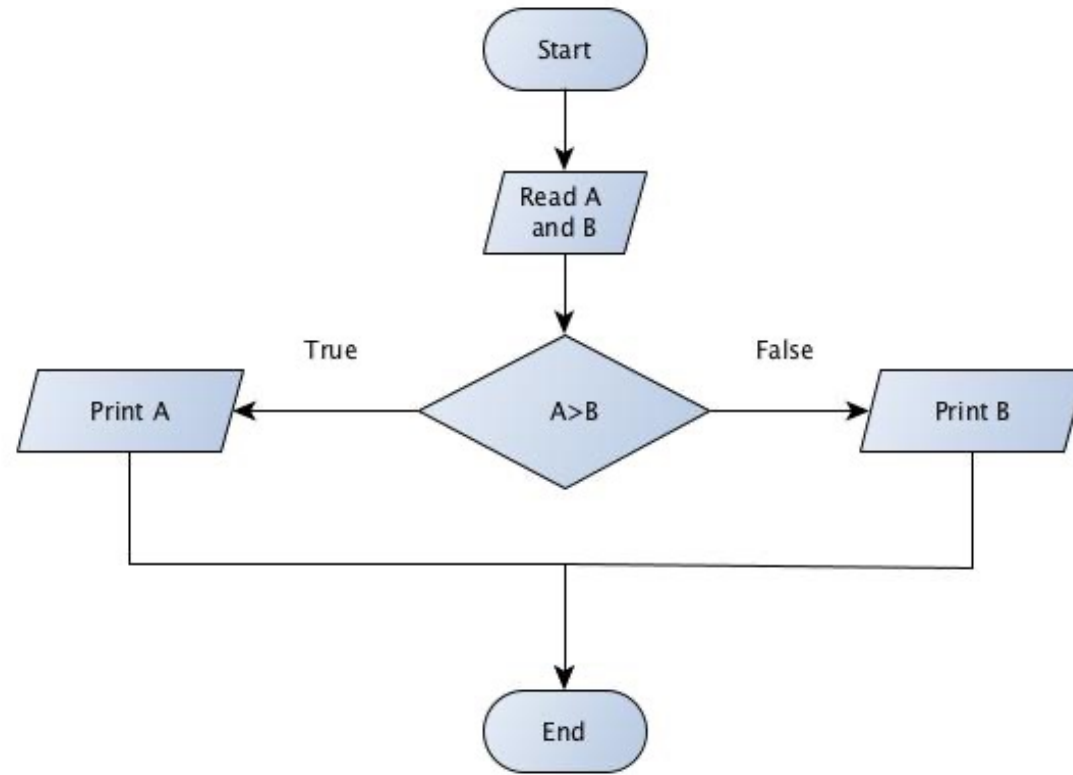 Start
Read A
and B
True
False
Print A
A>B
Print B
End